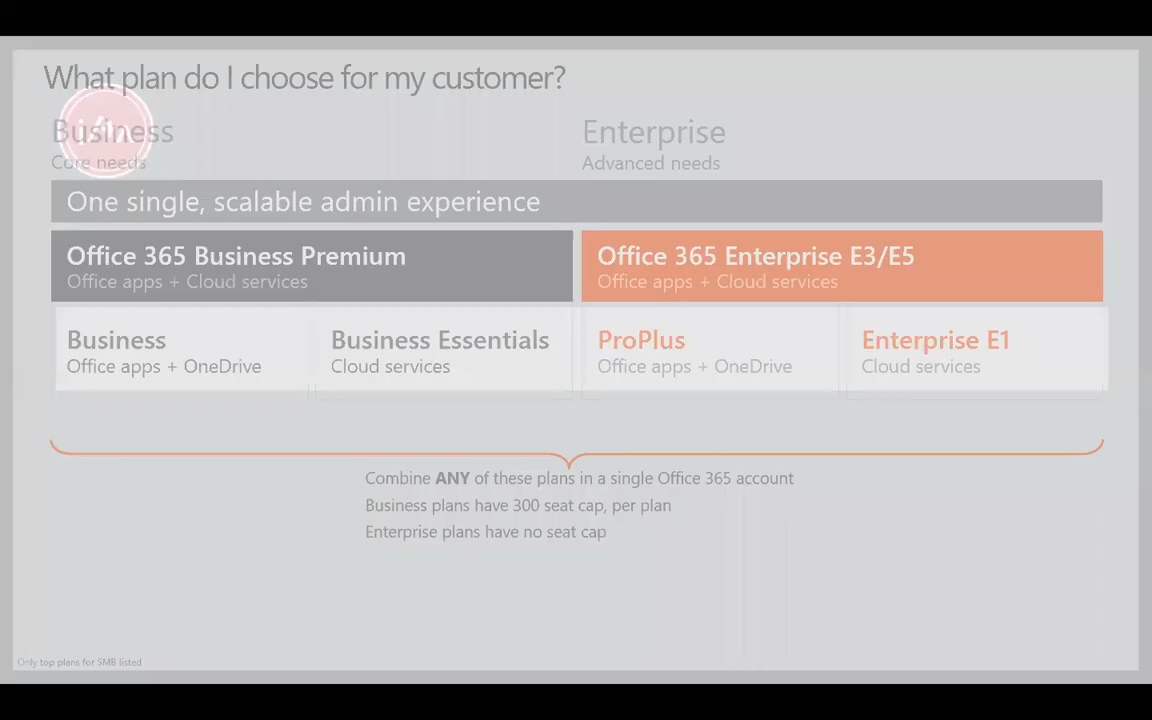 What plan do I choose for my customer?
Business
Core needs
Enterprise
Advanced needs
One single, scalable admin experience
Office 365 Business Premium
Office apps + Cloud services
Office 365 Enterprise E3/E5
Office apps + Cloud services
Business
Office apps + OneDrive
Business Essentials
Cloud services
ProPlus
Office apps + OneDrive
Enterprise E1
Cloud services
Combine ANY of these plans in a single Office 365 account
Business plans have 300 seat cap, per plan
Enterprise plans have no seat cap
Only top plans for SMB listed